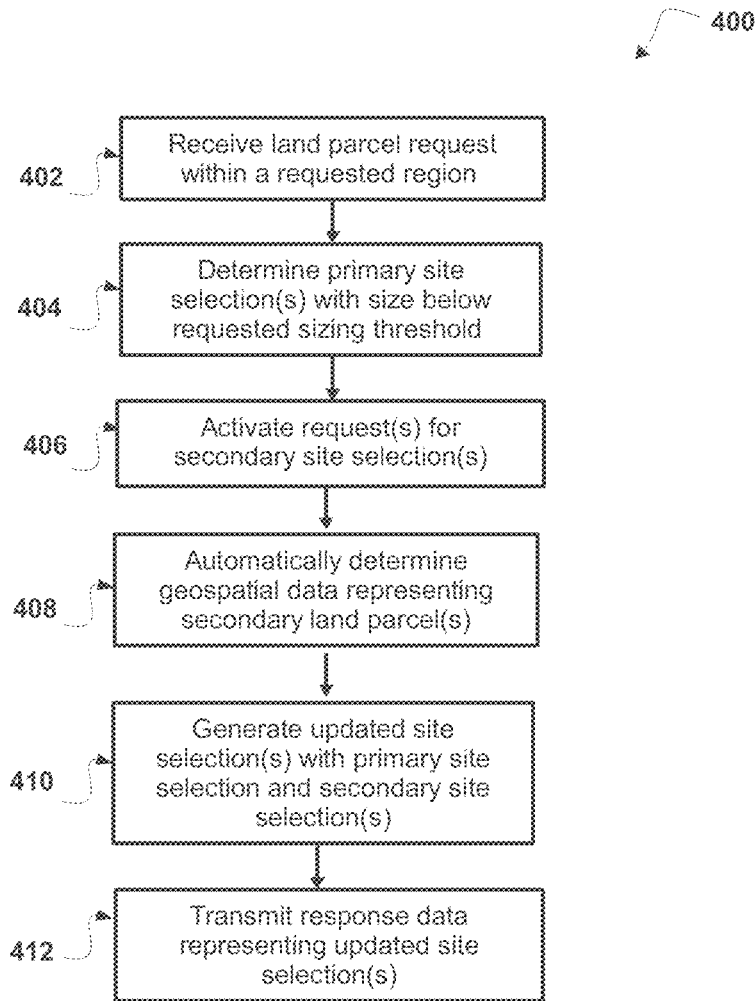 400
402
Receive land parcel request
within a requested region
404
Determine primary site
selection(s) with size below
requested sizing threshold
406
Activate request(s) for
secondary site selection(s)
408
Automatically determine
geospatial data representing
secondary land parcel(s)
410
Generate updated site
selection(s) with primary site
selection and secondary site
selection(s)
412
Transmit response data
representing updated site
selection(s)